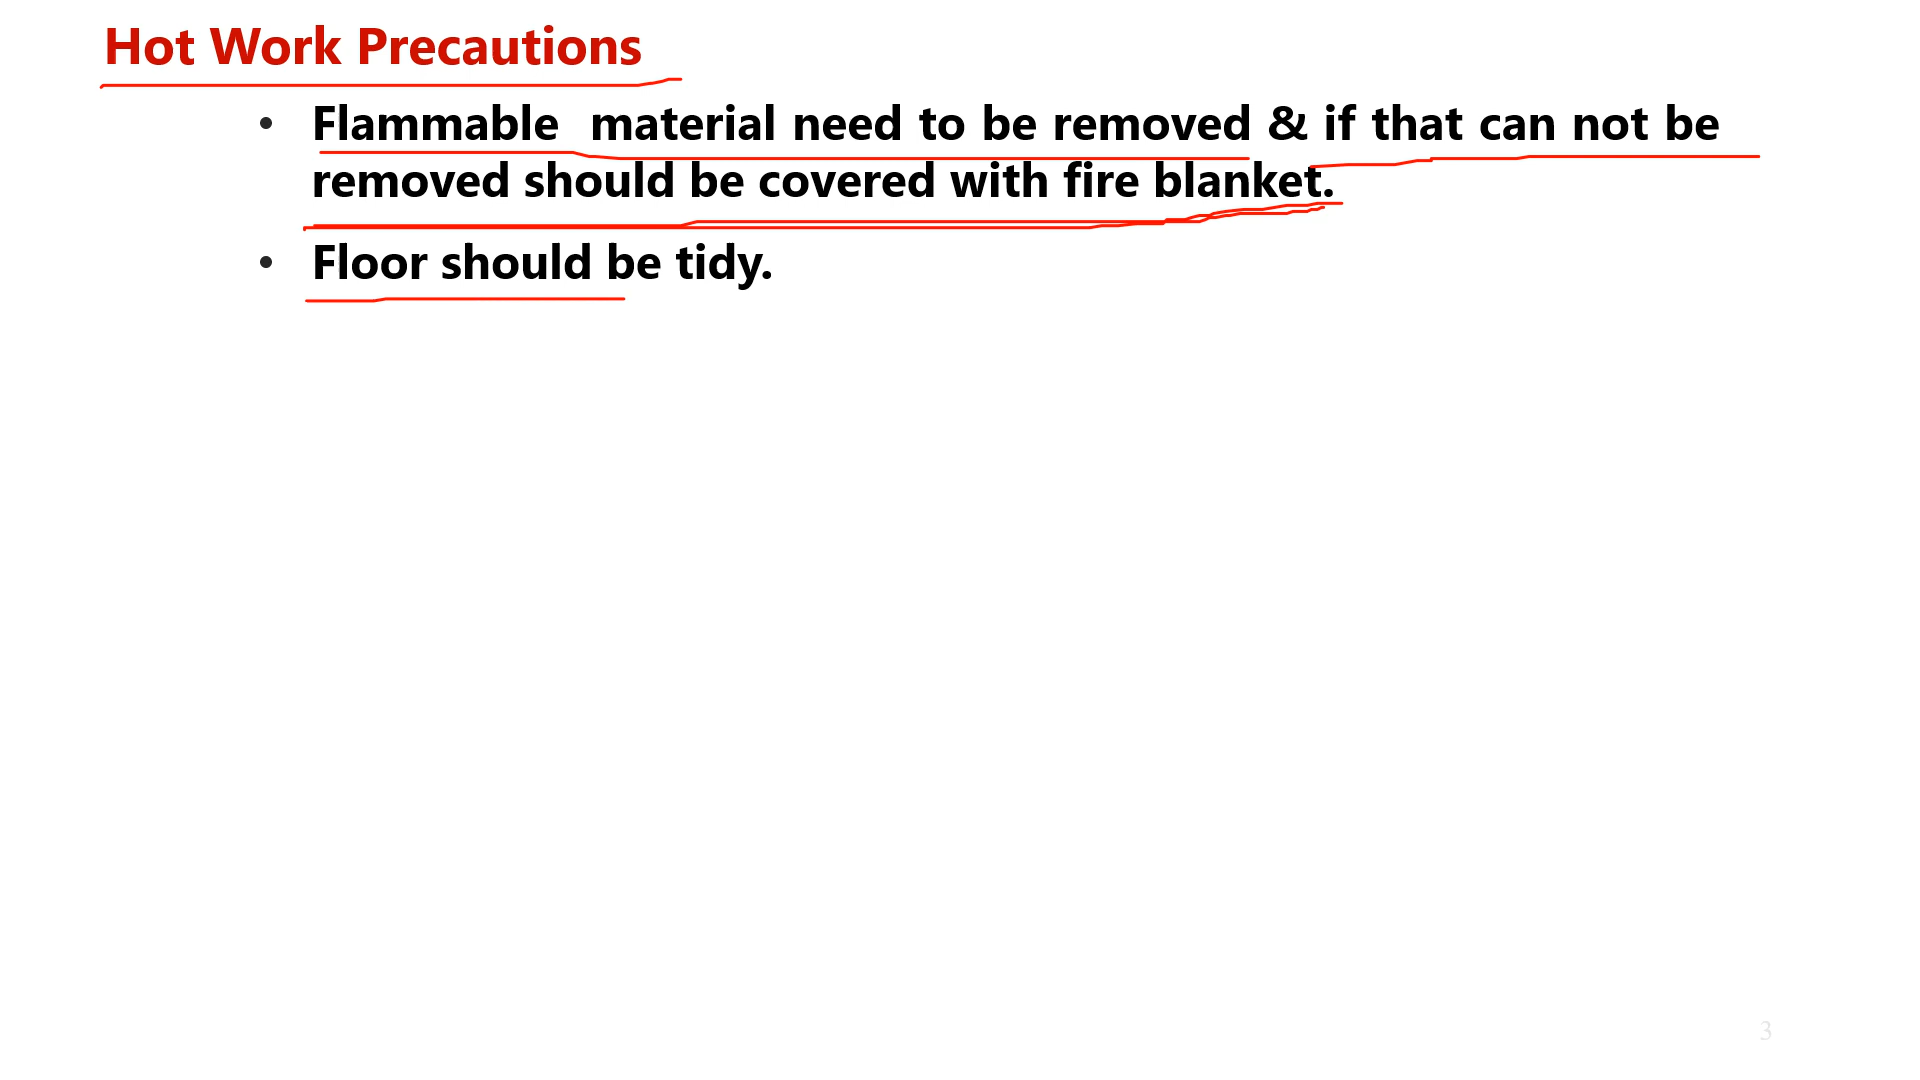 Hot Work Precautions
• Flammable  material need to be removed & if that can not be
removed should be covered with fire blanket.
• Floor should be tidy.
3